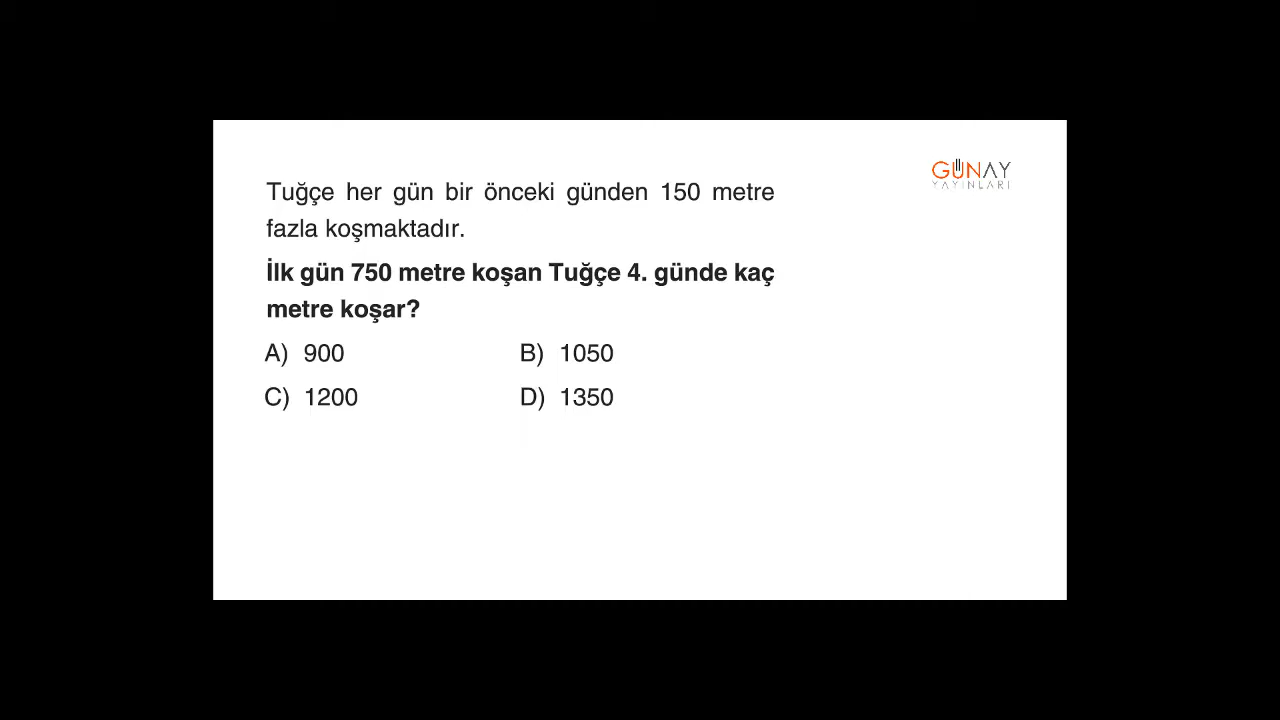 GÜNAY
YAYINLARI
Tuğçe her gün bir önceki günden 150 metre
fazla koşmaktadır.
İlk gün 750 metre koşan Tuğçe 4. günde kaç
metre koşar?
A) 900 B) 1050
C) 1200 D) 1350